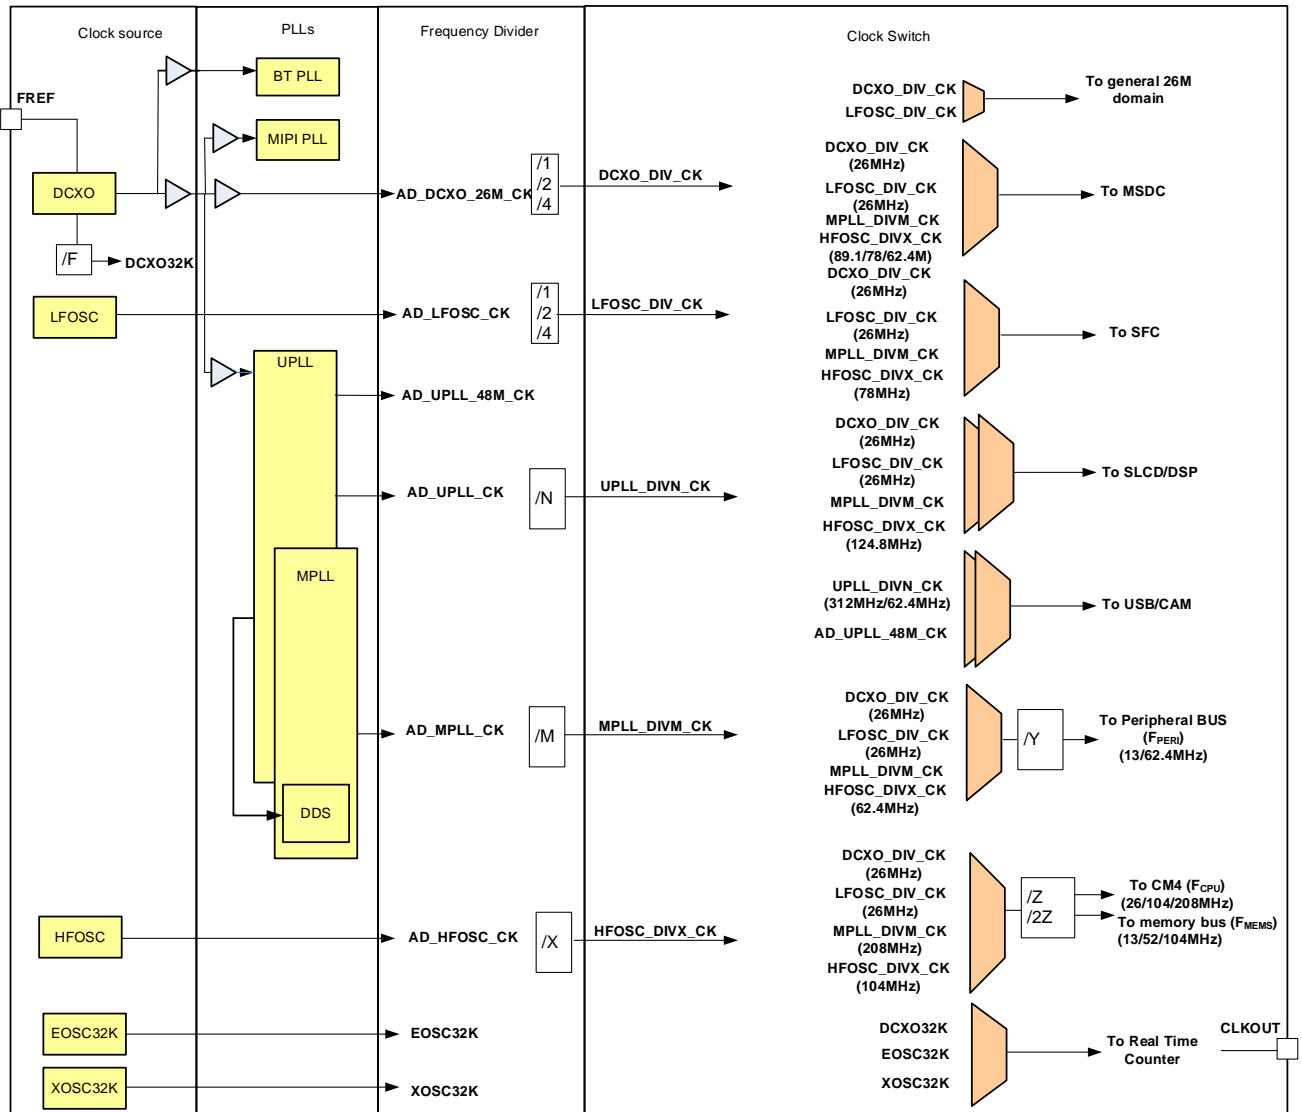 Clock source
PLLs
Frequency Divider
Clock Switch
FREF
BT PLL
MIPI PLL
DCXO
/F
DCXO32K
LFOSC
UPLL
MPLL
DDS
HFOSC
EOSC32K
XOSC32K
AD_DCXO_26M_CK
/1
/2
/4
DCXO_DIV_CK
AD_LFOSC_CK
/1
/2
/4
LFOSC_DIV_CK
AD_UPLL_48M_CK
AD_UPLL_CK
/N
UPLL_DIVN_CK
AD_MPLL_CK
/M
MPLL_DIVM_CK
AD_HFOSC_CK
/X
HFOSC_DIVX_CK
EOSC32K
XOSC32K
DCXO_DIV_CK
LFOSC_DIV_CK
To general 26M
domain
DCXO_DIV_CK
(26MHz)
LFOSC_DIV_CK
(26MHz)
MPLL_DIVM_CK
HFOSC_DIVX_CK
(89.1/78/62.4M)
To MSDC
DCXO_DIV_CK
(26MHz)
LFOSC_DIV_CK
(26MHz)
MPLL_DIVM_CK
HFOSC_DIVX_CK
(78MHz)
To SFC
DCXO_DIV_CK
(26MHz)
LFOSC_DIV_CK
(26MHz)
MPLL_DIVM_CK
HFOSC_DIVX_CK
(124.8MHz)
To SLCD/DSP
UPLL_DIVN_CK
(312MHz/62.4MHz)
AD_UPLL_48M_CK
To USB/CAM
DCXO_DIV_CK
(26MHz)
LFOSC_DIV_CK
(26MHz)
MPLL_DIVM_CK
HFOSC_DIVX_CK
(62.4MHz)
/Y
To Peripheral BUS
(FPERI)
(13/62.4MHz)
DCXO_DIV_CK
(26MHz)
LFOSC_DIV_CK
(26MHz)
MPLL_DIVM_CK
(208MHz)
HFOSC_DIVX_CK
(104MHz)
/Z
/2Z
To CM4 (FCPU)
(26/104/208MHz)
To memory bus (FMEMS)
(13/52/104MHz)
DCXO32K
EOSC32K
XOSC32K
To Real Time
Counter
CLKOUT